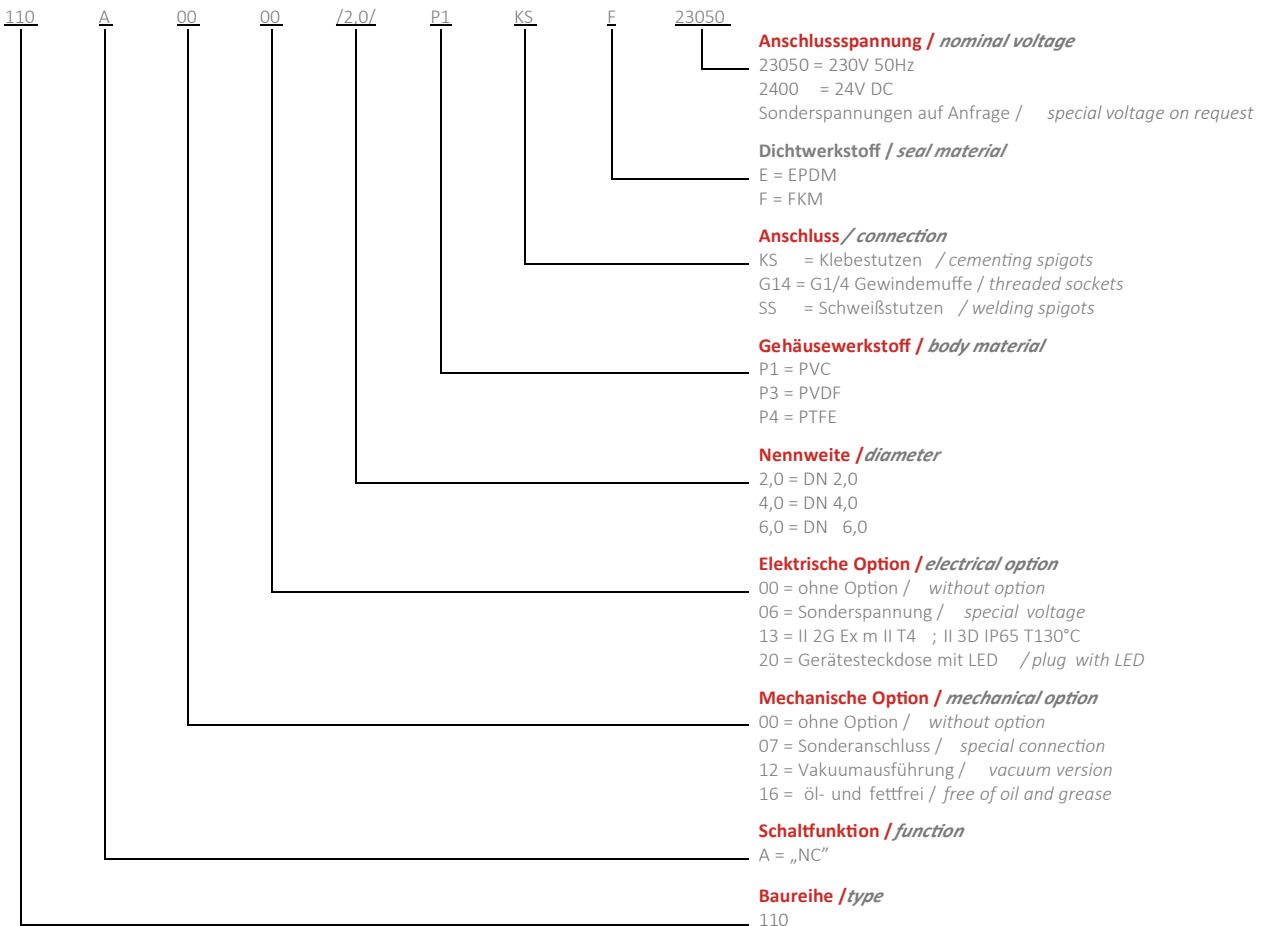 110 A 00 00 /2,0/ P1 KS F 23050
Anschlussspannung / nominal voltage
23050 = 230V 50Hz
2400 = 24V DC
Sonderspannungen auf Anfrage / special voltage on request
Dichtwerkstoff / seal material
E = EPDM
F = FKM
Anschluss / connection
KS = Klebestutzen / cementing spigots
G14 = G1/4 Gewindemuffe / threaded sockets
SS = Schweißstutzen / welding spigots
Gehäusewerkstoff / body material
P1 = PVC
P3 = PVDF
P4 = PTFE
Nennweite / diameter
2,0 = DN 2,0
4,0 = DN 4,0
6,0 = DN 6,0
Elektrische Option / electrical option
00 = ohne Option / without option
06 = Sonderspannung / special voltage
13 = II 2G Ex m II T4 ; II 3D IP65 T130°C
20 = Gerätesteckdose mit LED / plug with LED
Mechanische Option / mechanical option
00 = ohne Option / without option
07 = Sonderanschluss / special connection
12 = Vakuumausführung / vacuum version
16 = öl- und fettfrei / free of oil and grease
Schaltfunktion / function
A = „NC”
Baureihe / type
110